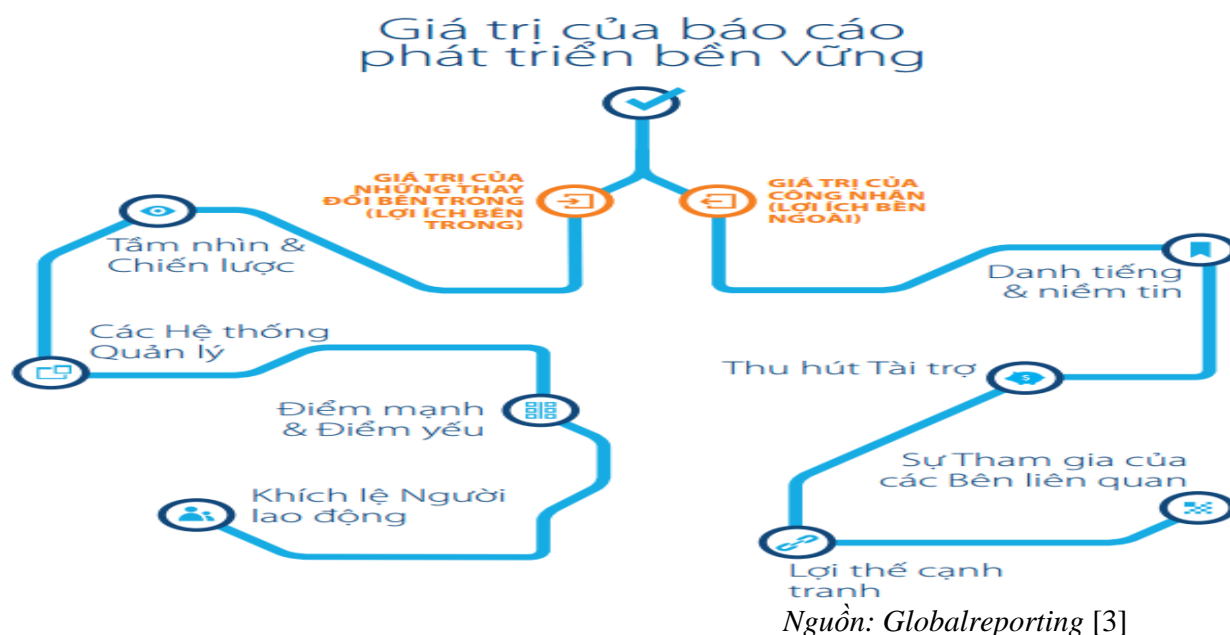 Giá trị của báo cáo
phát triển bền vững
GIÁ TRỊ CỦA
NHỮNG THAY
ĐỔI BÊN TRONG
(LỢI ÍCH BÊN
TRONG)
GIÁ TRỊ CỦA
CÔNG NHẬN
(LỢI ÍCH BÊN
NGOÀI)
Tầm nhìn &
Chiến lược
Các Hệ thống
Quản lý
Điểm mạnh
& Điểm yếu
Khích lệ Người
lao động
Danh tiếng
& niềm tin
Thu hút Tài trợ
$
Sự Tham gia của
các Bên liên quan
Lợi thế cạnh
tranh
Nguồn: Globalreporting [3]